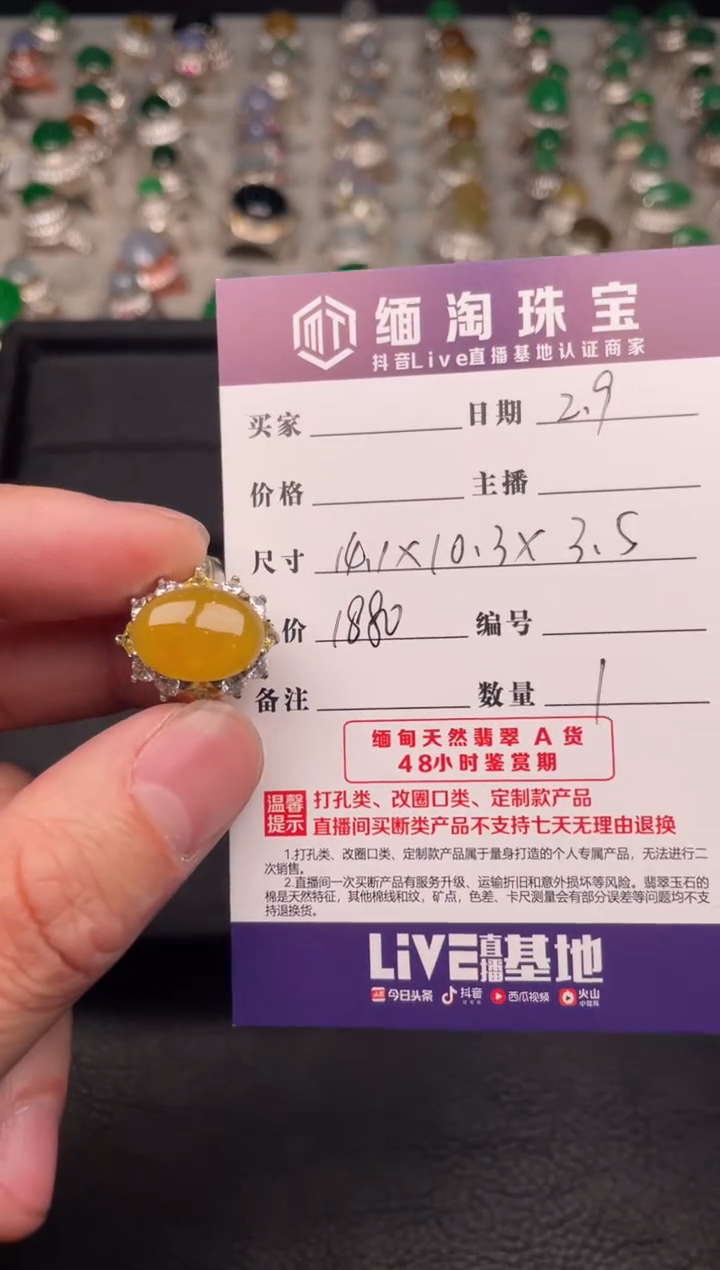 MT 缅淘珠宝
抖音Live直播基地认证商家
买家 日期 2.9
价格 主播
尺寸 14.1×10.3×3.5
价 1880 编号
备注 数量 1
缅甸天然翡翠 A 货
48小时鉴赏期
温馨提示 打孔类、改圈口类、定制款产品
直播间买断类产品不支持七天无理由退换
1.打孔类、改圈口类、定制款产品属于量身打造的个人专属产品，无法进行二
次销售。
2.直播间一次买断产品有服务升级、运输折旧和意外损坏等风险。翡翠玉石的
棉是天然特征，其他棉线和纹，矿点，色差、卡尺测量会有部分误差等问题均不支
持退换货。
LiVE直播基地
头条 今日头条 抖音 西瓜视频 火山